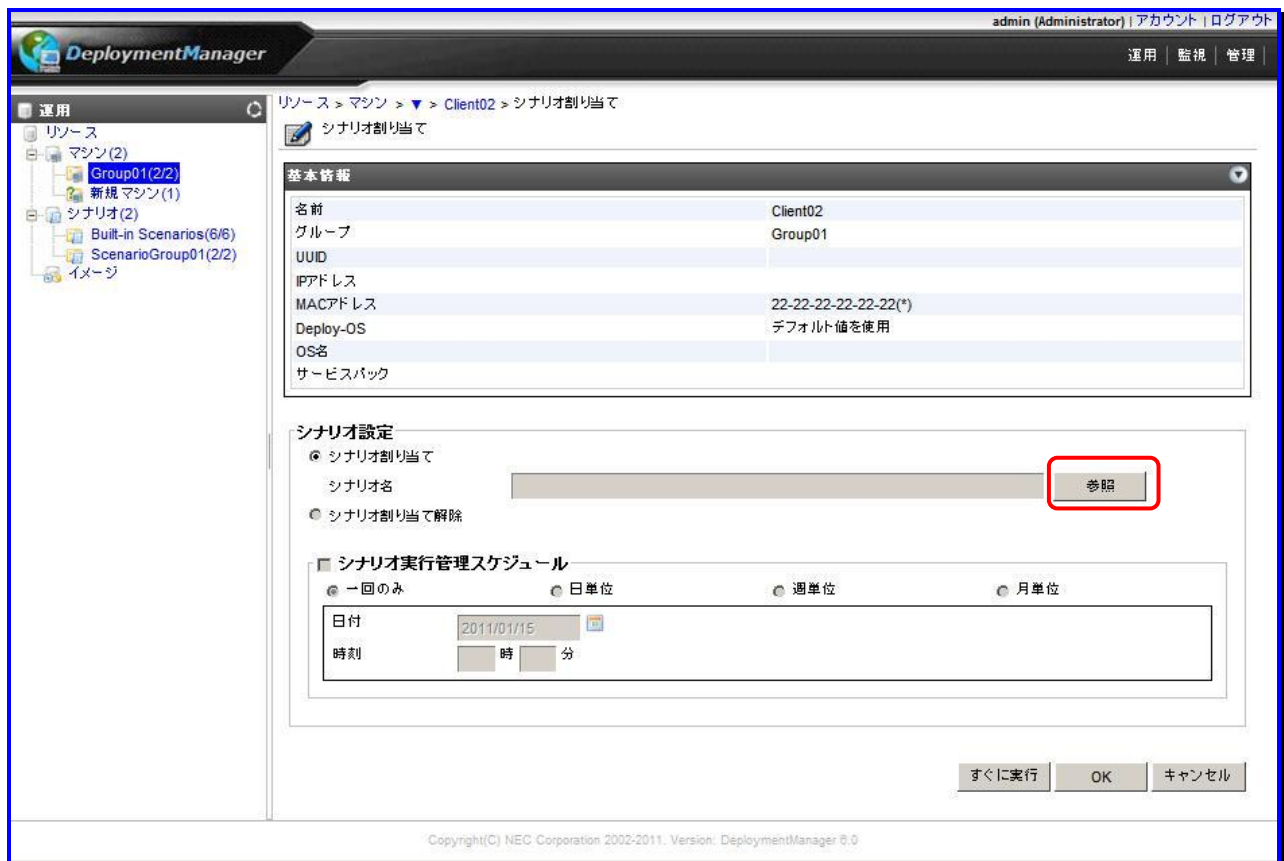 admin (Administrator) | アカウント | ログアウト
DeploymentManager
運用 | 監視 | 管理 |
運用
リソース
マシン(2)
Group01(2/2)
新規マシン(1)
シナリオ(2)
Built-in Scenarios(6/6)
ScenarioGroup01(2/2)
イメージ
リソース > マシン > ▼ > Client02 > シナリオ割り当て
シナリオ割り当て
基本情報
名前 Client02
グループ Group01
UUID
IPアドレス
MACアドレス 22-22-22-22-22-22(*)
Deploy-OS デフォルト値を使用
OS名
サービスパック
シナリオ設定
シナリオ割り当て
シナリオ名 参照
シナリオ割り当て解除
シナリオ実行管理スケジュール
一回のみ 日単位 週単位 月単位
日付 2011/01/15
時刻 時 分
すぐに実行 OK キャンセル
Copyright(C) NEC Corporation 2002-2011. Version: DeploymentManager 6.0